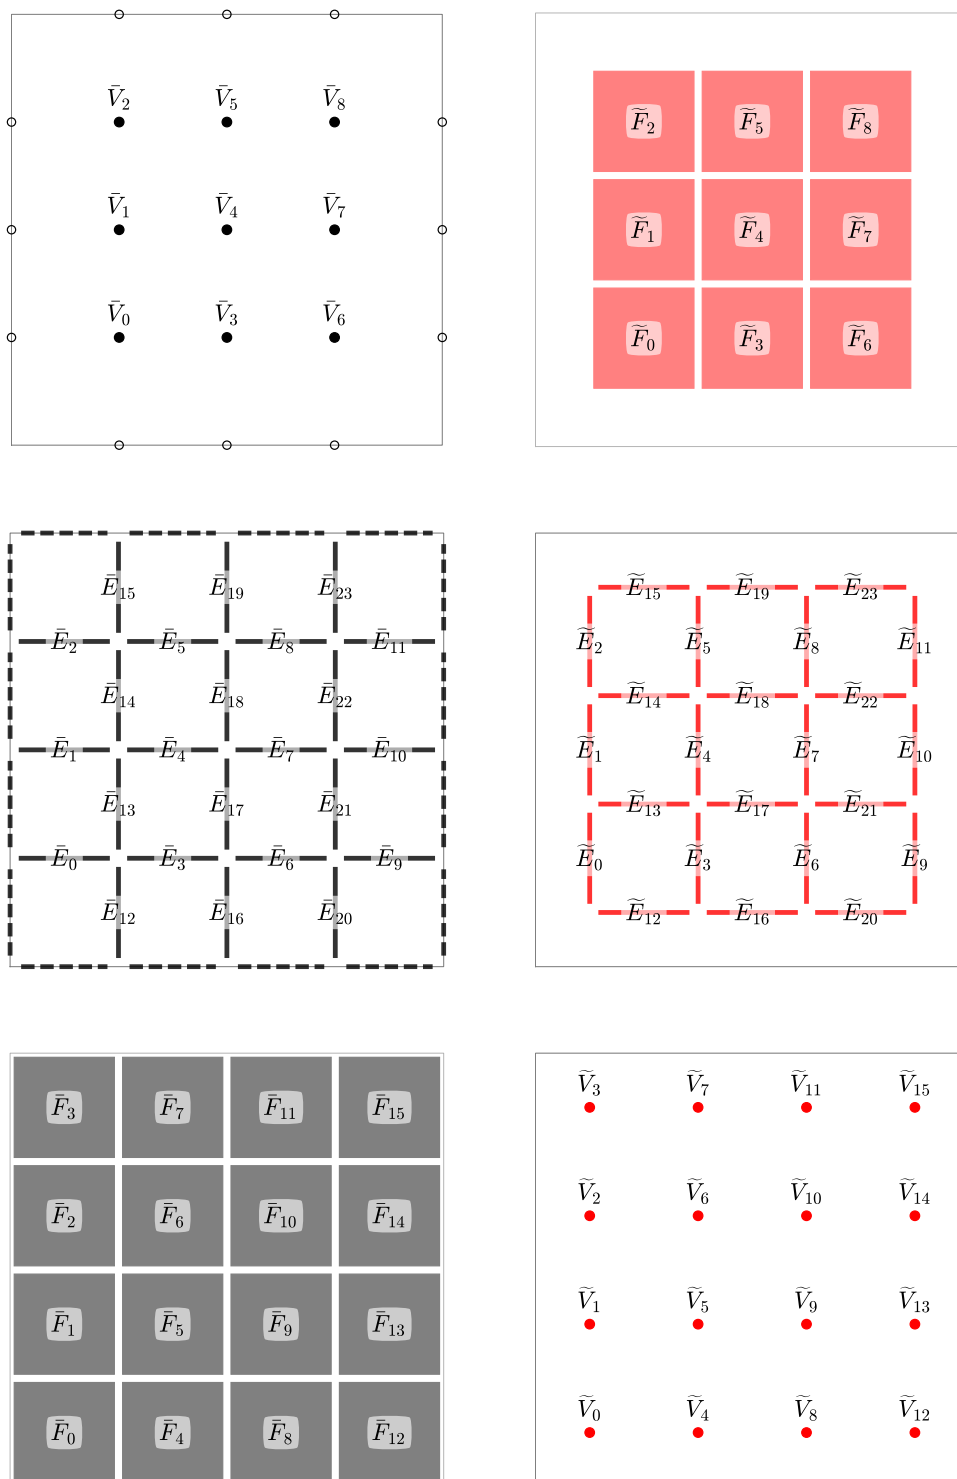 V̄₂ V̄₅ V̄₈
V̄₁ V̄₄ V̄₇
V̄₀ V̄₃ V̄₆
F̃₂ F̃₅ F̃₈
F̃₁ F̃₄ F̃₇
F̃₀ F̃₃ F̃₆
Ē₁₅ Ē₁₉ Ē₂₃
Ē₂ Ē₅ Ē₈ Ē₁₁
Ē₁₄ Ē₁₈ Ē₂₂
Ē₁ Ē₄ Ē₇ Ē₁₀
Ē₁₃ Ē₁₇ Ē₂₁
Ē₀ Ē₃ Ē₆ Ē₉
Ē₁₂ Ē₁₆ Ē₂₀
Ẽ₁₅ Ẽ₁₉ Ẽ₂₃
Ẽ₂ Ẽ₅ Ẽ₈ Ẽ₁₁
Ẽ₁₄ Ẽ₁₈ Ẽ₂₂
Ẽ₁ Ẽ₄ Ẽ₇ Ẽ₁₀
Ẽ₁₃ Ẽ₁₇ Ẽ₂₁
Ẽ₀ Ẽ₃ Ẽ₆ Ẽ₉
Ẽ₁₂ Ẽ₁₆ Ẽ₂₀
F̄₃ F̄₇ F̄₁₁ F̄₁₅
F̄₂ F̄₆ F̄₁₀ F̄₁₄
F̄₁ F̄₅ F̄₉ F̄₁₃
F̄₀ F̄₄ F̄₈ F̄₁₂
Ṽ₃ Ṽ₇ Ṽ₁₁ Ṽ₁₅
Ṽ₂ Ṽ₆ Ṽ₁₀ Ṽ₁₄
Ṽ₁ Ṽ₅ Ṽ₉ Ṽ₁₃
Ṽ₀ Ṽ₄ Ṽ₈ Ṽ₁₂